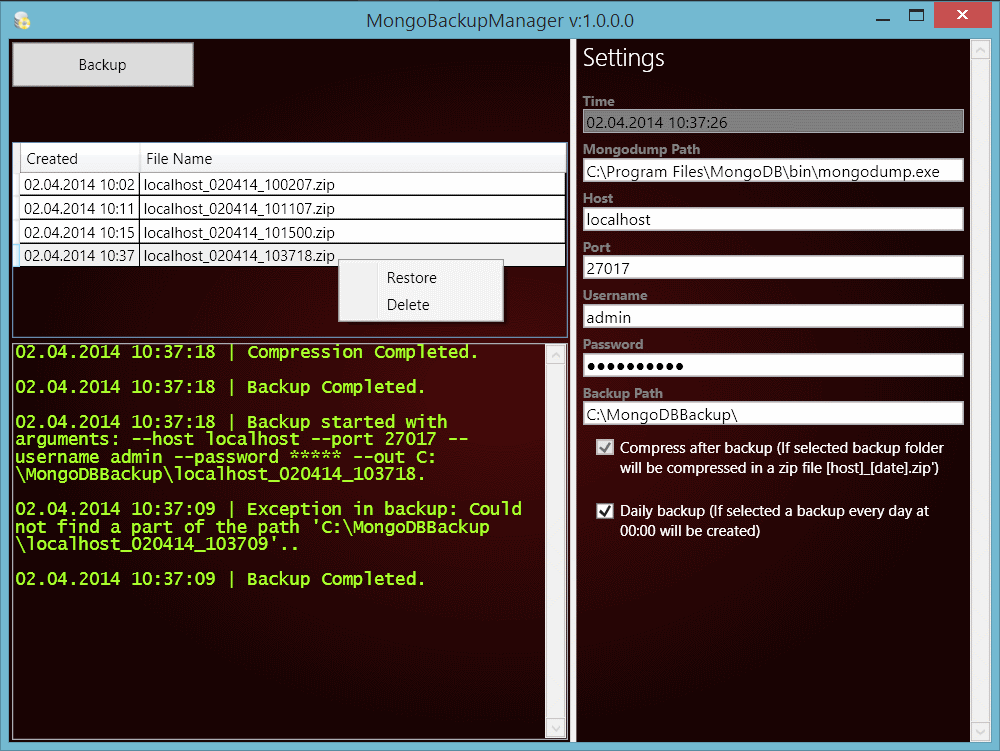 MongoBackupManager v:1.0.0.0
Backup
Created File Name
02.04.2014 10:02 localhost_020414_100207.zip
02.04.2014 10:11 localhost_020414_101107.zip
02.04.2014 10:15 localhost_020414_101500.zip
02.04.2014 10:37 localhost_020414_103718.zip
Restore
Delete
02.04.2014 10:37:18 | Compression Completed.
02.04.2014 10:37:18 | Backup Completed.
02.04.2014 10:37:18 | Backup started with
arguments: --host localhost --port 27017 --
username admin --password ***** --out C:
\MongoDBBackup\localhost_020414_103718.
02.04.2014 10:37:09 | Exception in backup: Could
not find a part of the path 'C:\MongoDBBackup
\localhost_020414_103709'..
02.04.2014 10:37:09 | Backup Completed.
Settings
Time
02.04.2014 10:37:26
Mongodump Path
C:\Program Files\MongoDB\bin\mongodump.exe
Host
localhost
Port
27017
Username
admin
Password
●●●●●●●●●●
Backup Path
C:\MongoDBBackup\
Compress after backup (If selected backup folder
will be compressed in a zip file [host]_[date].zip')
Daily backup (If selected a backup every day at
00:00 will be created)